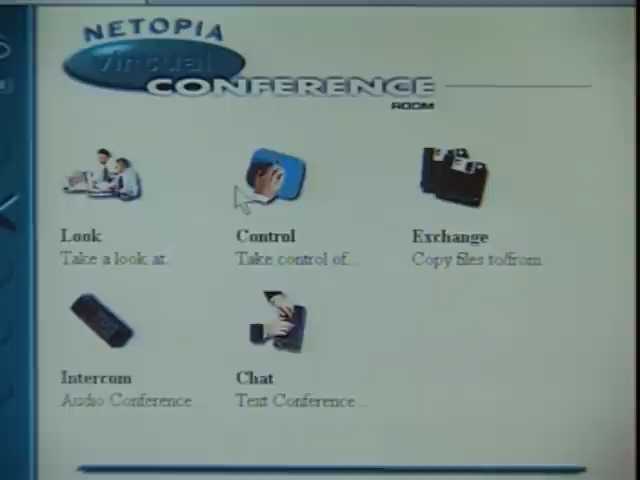 NETOPIA
Virtual
CONFERENCE
ROOM
Look
Take a look at
Control
Take control of...
Exchange
Copy files to/from
Intercom
Audio Conference
Chat
Text Conference...